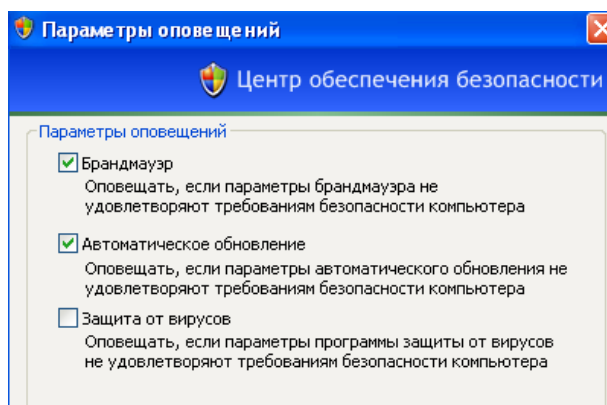 Параметры оповещений
Центр обеспечения безопасности
Параметры оповещений
Брандмауэр
Оповещать, если параметры брандмауэра не
удовлетворяют требованиям безопасности компьютера
Автоматическое обновление
Оповещать, если параметры автоматического обновления не
удовлетворяют требованиям безопасности компьютера
Защита от вирусов
Оповещать, если параметры программы защиты от вирусов
не удовлетворяют требованиям безопасности компьютера